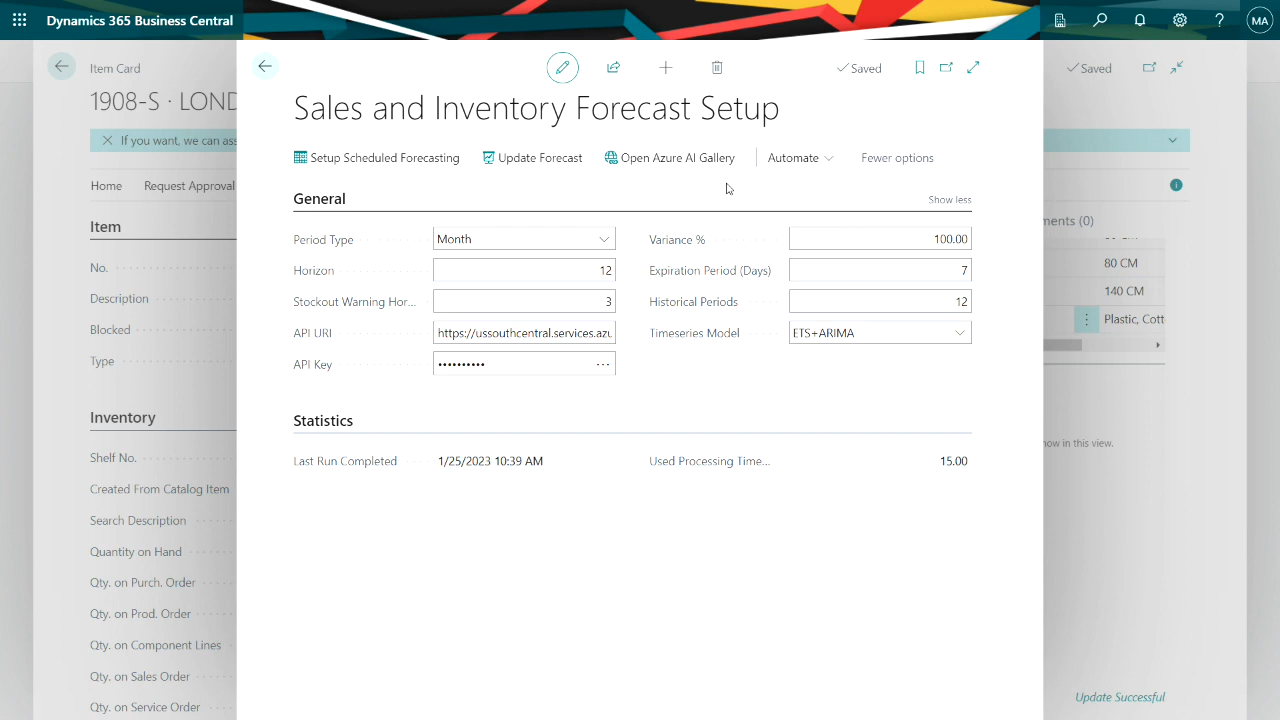 Dynamics 365 Business Central
MA
Item Card
Saved
Saved
1908-S · LOND
Sales and Inventory Forecast Setup
If you want, we can ass
Setup Scheduled Forecasting
Update Forecast
Open Azure AI Gallery
Automate
Fewer options
Home
Request Approval
General
Show less
Item
ments (0)
Period Type
Month
Variance %
100.00
No.
80 CM
Horizon
12
Expiration Period (Days)
7
Description
140 CM
Stockout Warning Hor...
3
Historical Periods
12
Plastic, Cott
Blocked
API URI
https://ussouthcentral.services.azu
Timeseries Model
ETS+ARIMA
Type
API Key
Inventory
Statistics
now in this view.
Shelf No.
Last Run Completed
1/25/2023 10:39 AM
Used Processing Time...
15.00
Created From Catalog Item
Search Description
Quantity on Hand
Qty. on Purch. Order
Qty. on Prod. Order
Qty. on Component Lines
Qty. on Sales Order
Qty. on Service Order
Update Successful